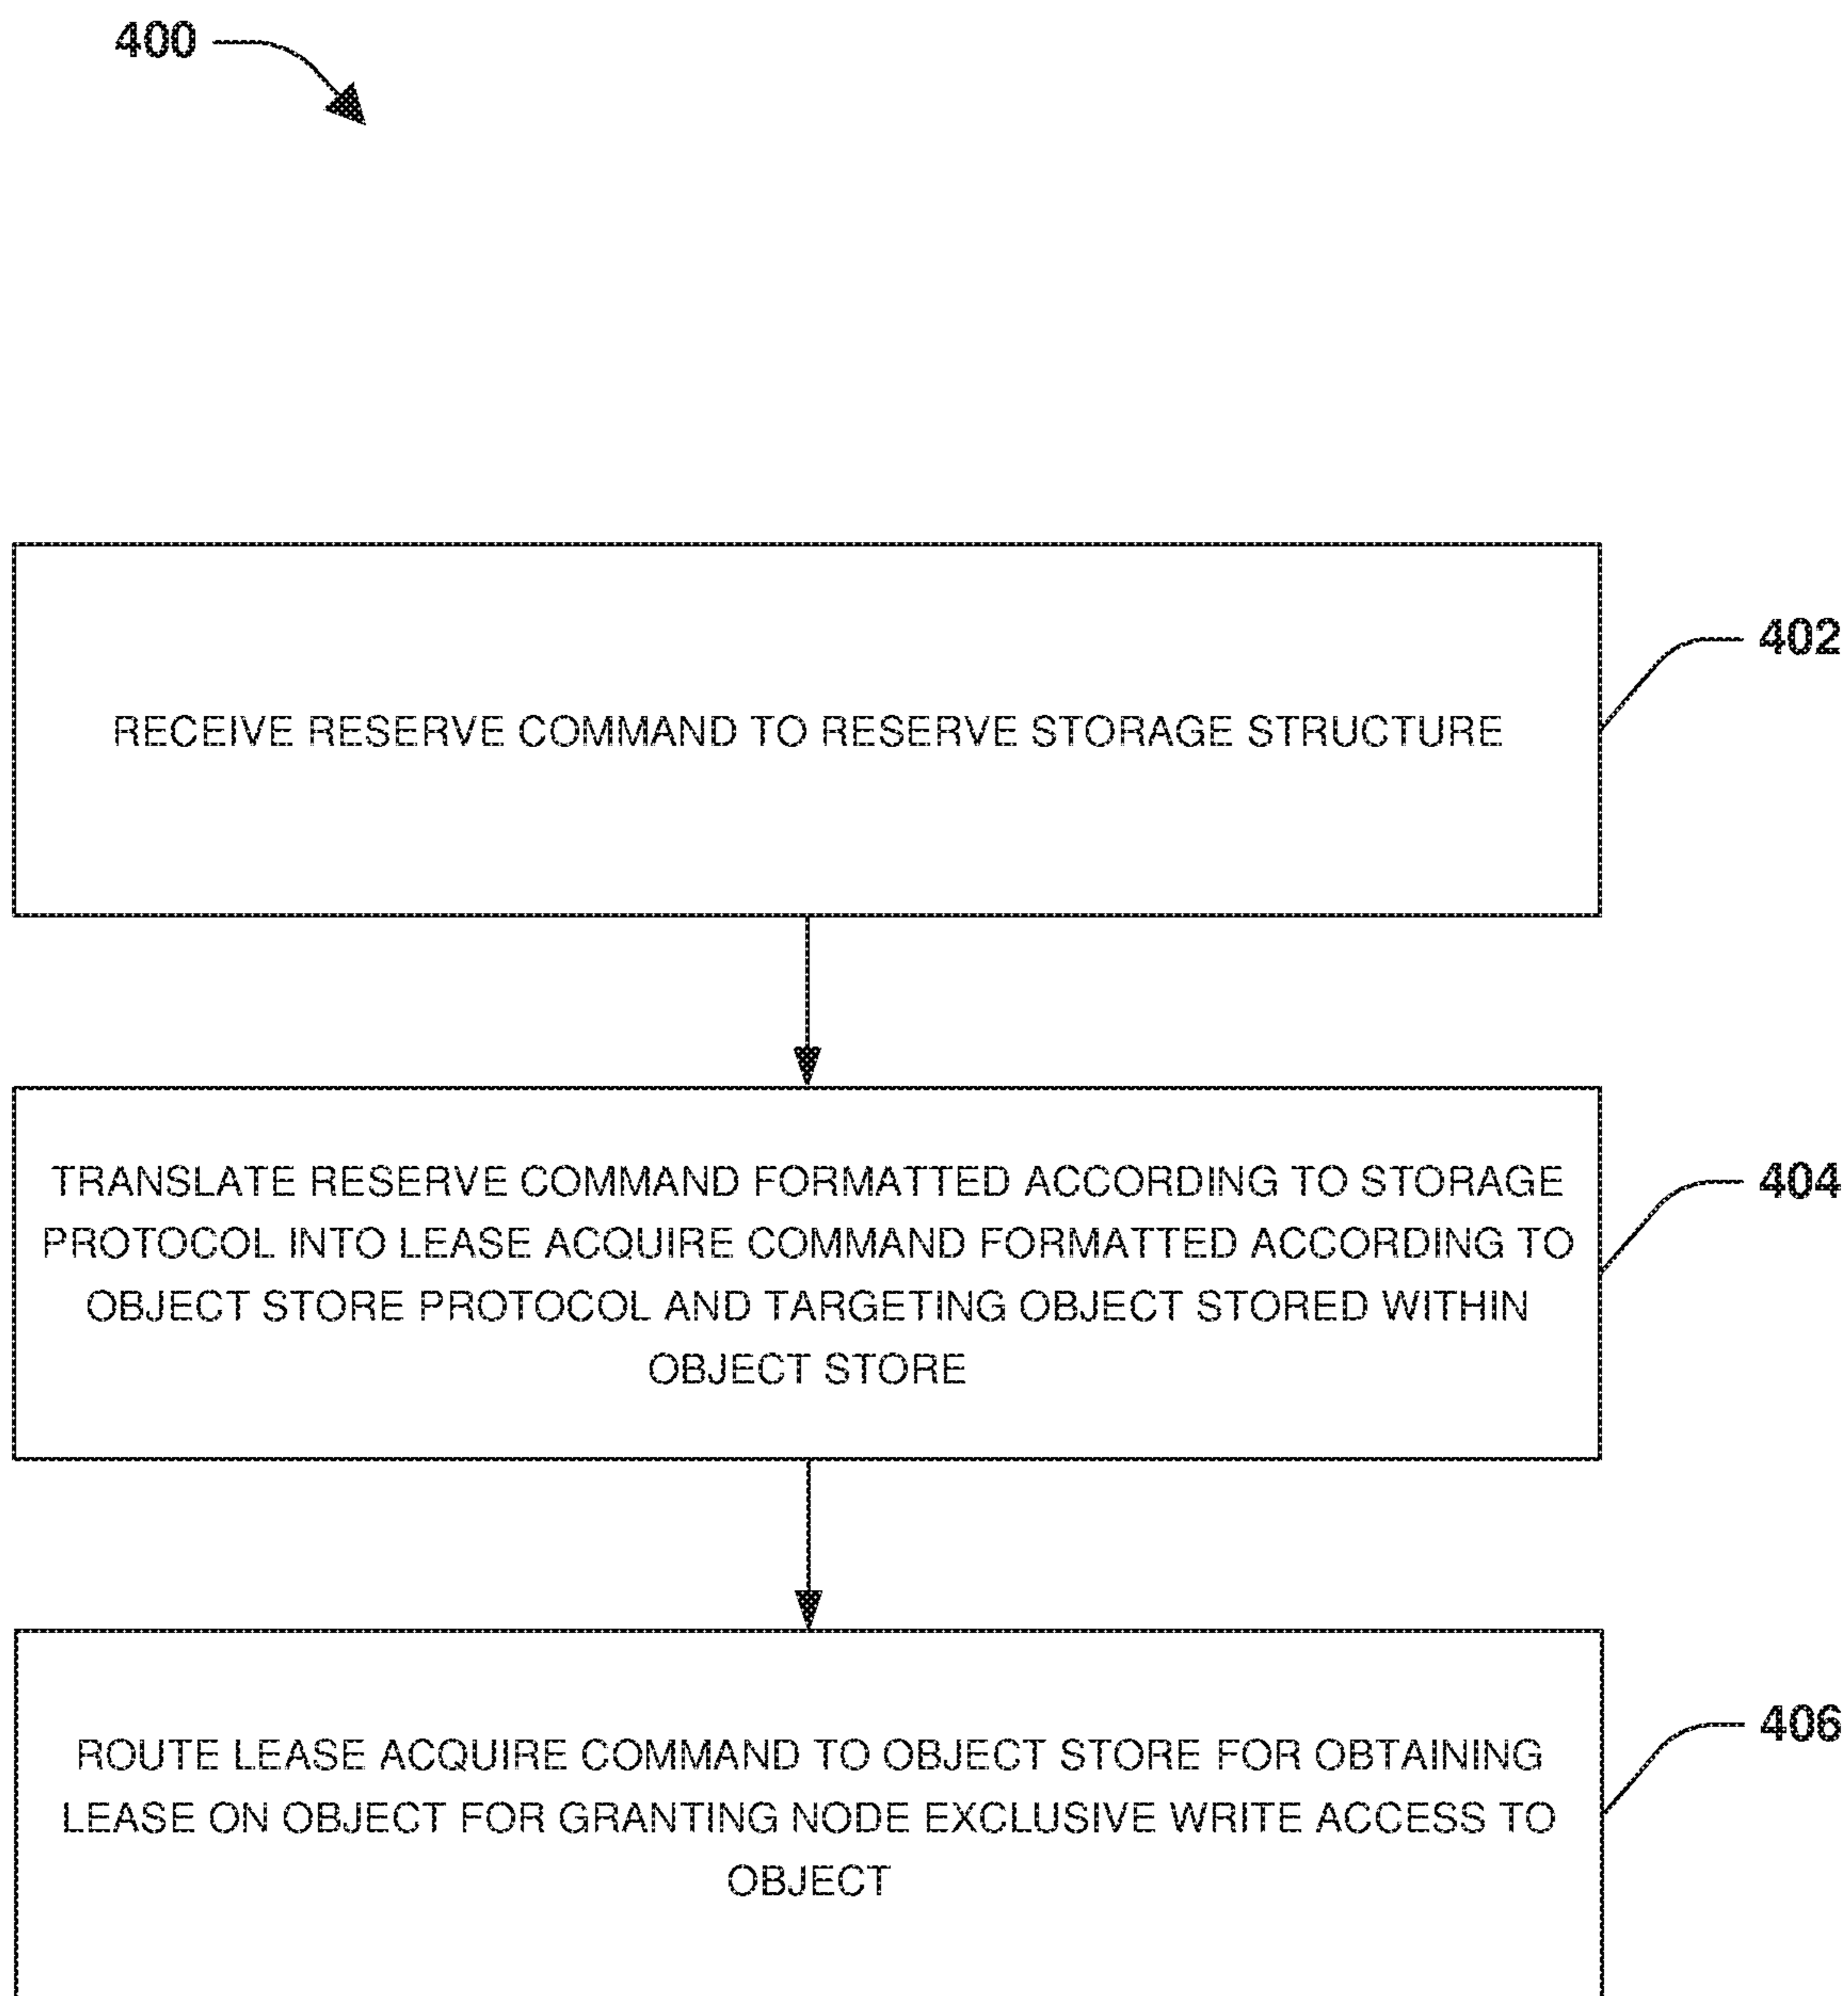 400
RECEIVE RESERVE COMMAND TO RESERVE STORAGE STRUCTURE
402
TRANSLATE RESERVE COMMAND FORMATTED ACCORDING TO STORAGE
PROTOCOL INTO LEASE ACQUIRE COMMAND FORMATTED ACCORDING TO
OBJECT STORE PROTOCOL AND TARGETING OBJECT STORED WITHIN
OBJECT STORE
404
ROUTE LEASE ACQUIRE COMMAND TO OBJECT STORE FOR OBTAINING
LEASE ON OBJECT FOR GRANTING NODE EXCLUSIVE WRITE ACCESS TO
OBJECT
406